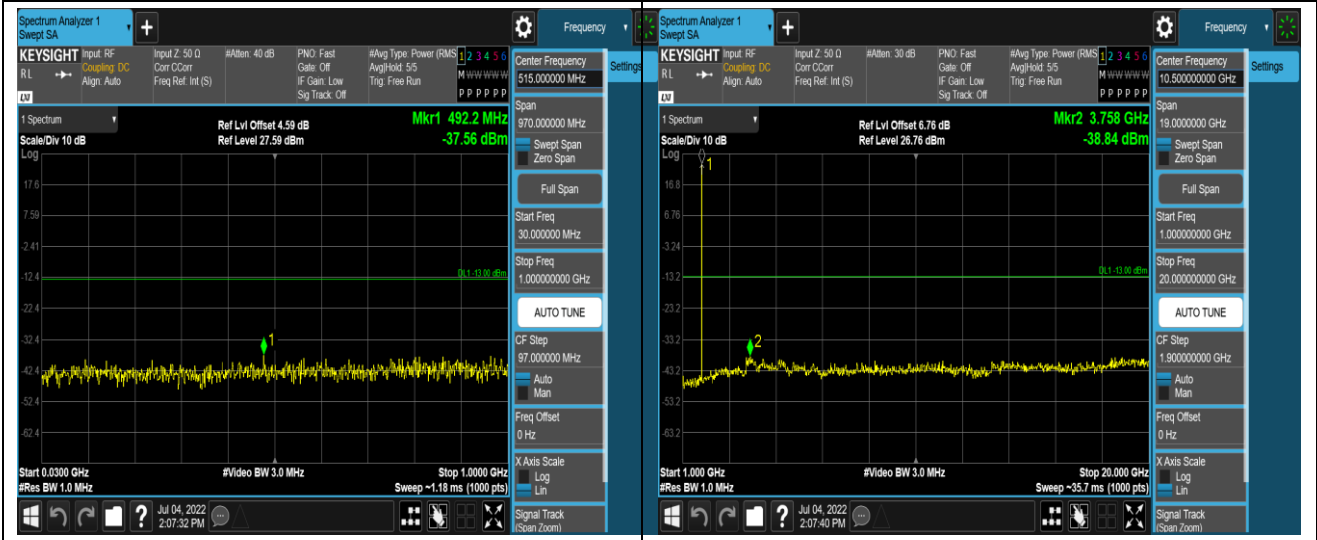 Spectrum Analyzer 1
Swept SA
+
Frequency
KEYSIGHT
Input: RF
Input Z: 50 Ω
#Atten: 40 dB
PNO: Fast
#Avg Type: Power (RMS
1 2 3 4 5 6
RL
Coupling: DC
Corr CCorr
Gate: Off
Avg|Hold: 5/5
M W W W W W
Align: Auto
Freq Ref: Int (S)
IF Gain: Low
Trig: Free Run
Sig Track: Off
P P P P P P
LXI
1 Spectrum
Ref Lvl Offset 4.59 dB
Mkr1 492.2 MHz
Scale/Div 10 dB
Ref Level 27.59 dBm
-37.56 dBm
Log
17.6
7.59
-2.41
-12.4
-22.4
-32.4
-42.4
-52.4
-62.4
DL1 -13.00 dBm
1
Start 0.0300 GHz
#Video BW 3.0 MHz
Stop 1.0000 GHz
#Res BW 1.0 MHz
Sweep ~1.18 ms (1000 pts)
Center Frequency
515.000000 MHz
Settings
Span
970.000000 MHz
Swept Span
Zero Span
Full Span
Start Freq
30.000000 MHz
Stop Freq
1.000000000 GHz
AUTO TUNE
CF Step
97.000000 MHz
Auto
Man
Freq Offset
0 Hz
X Axis Scale
Log
Lin
Signal Track
(Span Zoom)
?
Jul 04, 2022
2:07:32 PM
Spectrum Analyzer 1
Swept SA
+
Frequency
KEYSIGHT
Input: RF
Input Z: 50 Ω
#Atten: 30 dB
PNO: Fast
#Avg Type: Power (RMS
1 2 3 4 5 6
RL
Coupling: DC
Corr CCorr
Gate: Off
Avg|Hold: 5/5
M W W W W W
Align: Auto
Freq Ref: Int (S)
IF Gain: Low
Trig: Free Run
Sig Track: Off
P P P P P P
LXI
1 Spectrum
Ref Lvl Offset 6.76 dB
Mkr2 3.758 GHz
Scale/Div 10 dB
Ref Level 26.76 dBm
-38.84 dBm
Log
1
16.8
6.76
-3.24
-13.2
-23.2
-33.2
-43.2
-53.2
-63.2
DL1 -13.00 dBm
2
Start 1.000 GHz
#Video BW 3.0 MHz
Stop 20.000 GHz
#Res BW 1.0 MHz
Sweep ~35.7 ms (1000 pts)
Center Frequency
10.500000000 GHz
Settings
Span
19.0000000 GHz
Swept Span
Zero Span
Full Span
Start Freq
1.000000000 GHz
Stop Freq
20.000000000 GHz
AUTO TUNE
CF Step
1.900000000 GHz
Auto
Man
Freq Offset
0 Hz
X Axis Scale
Log
Lin
Signal Track
(Span Zoom)
?
Jul 04, 2022
2:07:40 PM